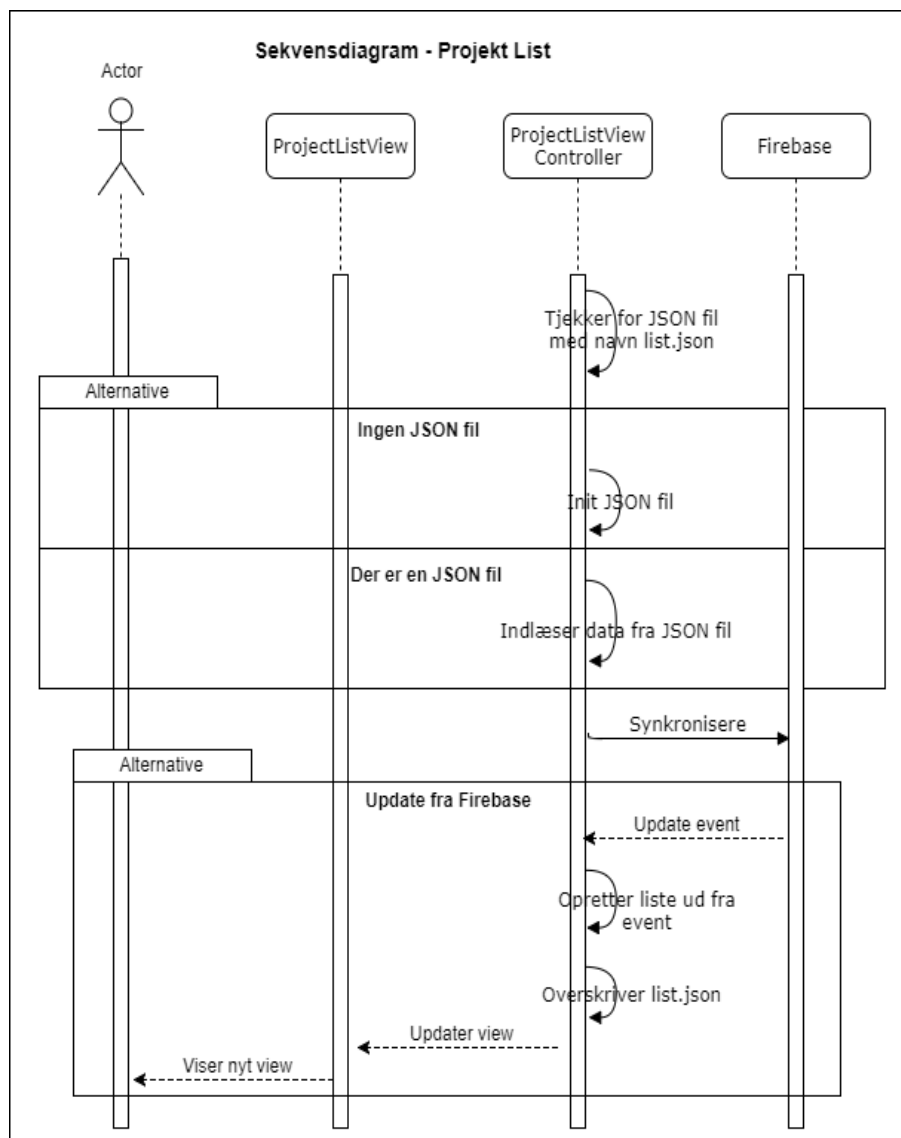 Sekvensdiagram - Projekt List
Actor
ProjectListView
ProjectListView
Controller
Firebase
Tjekker for JSON fil
med navn list.json
Alternative
Ingen JSON fil
Init JSON fil
Der er en JSON fil
Indlæser data fra JSON fil
Synkronisere
Alternative
Update fra Firebase
Update event
Opretter liste ud fra
event
Overskriver list.json
Updater view
Viser nyt view